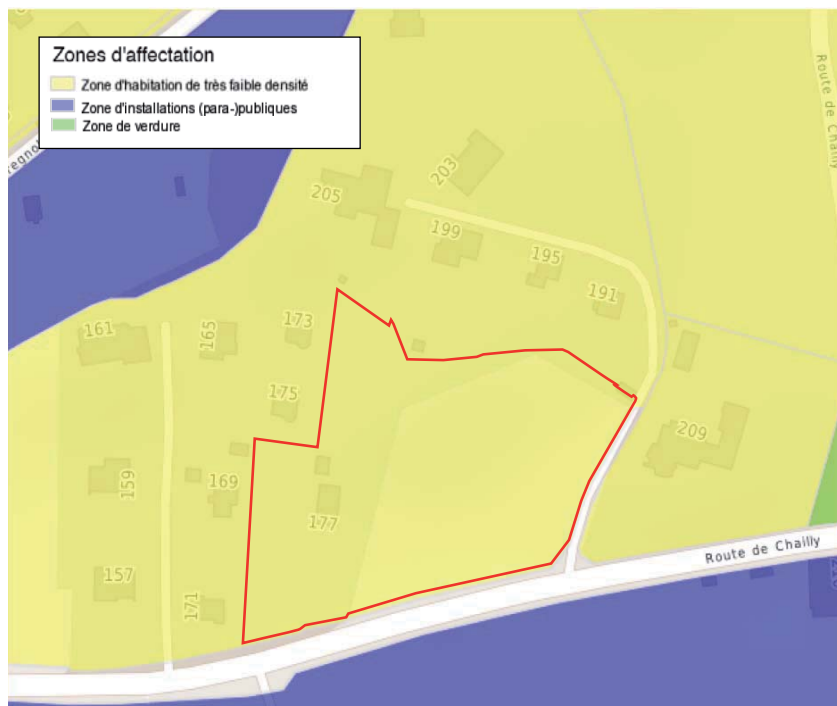 Zones d'affectation
Zone d'habitation de très faible densité
Zone d'installations (para-)publiques
Zone de verdure
Route de Chailly
203
205
199
195
191
161
165
173
175
209
159
169
177
Route de Chailly
157
171